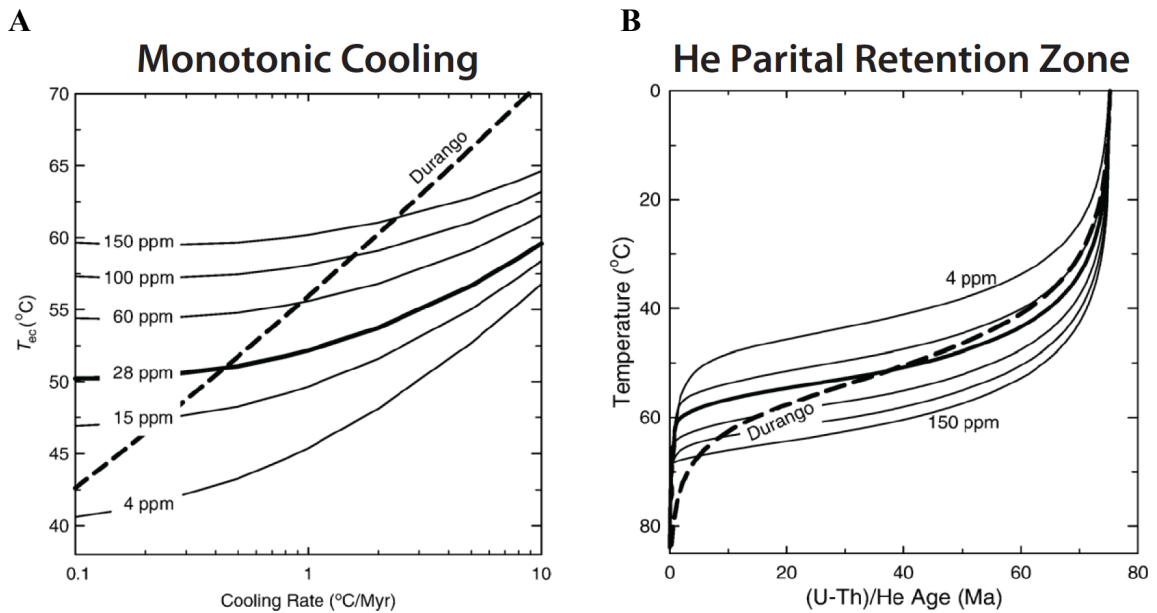 A
Monotonic Cooling
70
65
60
55
50
45
40
T_ec (°C)
Durango
150 ppm
100 ppm
60 ppm
28 ppm
15 ppm
4 ppm
0.1
1
10
Cooling Rate (°C/Myr)
B
He Parital Retention Zone
0
20
40
60
80
Temperature (°C)
4 ppm
Durango
150 ppm
0
20
40
60
80
(U-Th)/He Age (Ma)